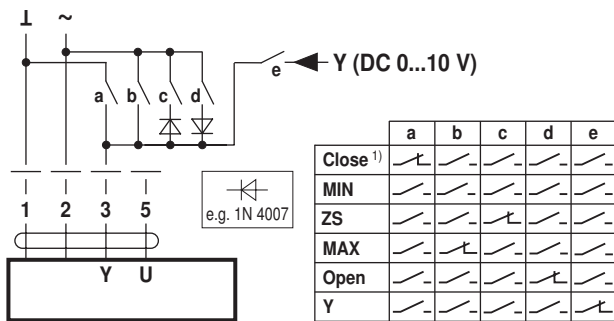 ⊥ ~
a b c d e Y (DC 0...10 V)
1 2 3 5
e.g. 1N 4007
Y U
a b c d e
Close 1)
MIN
ZS
MAX
Open
Y